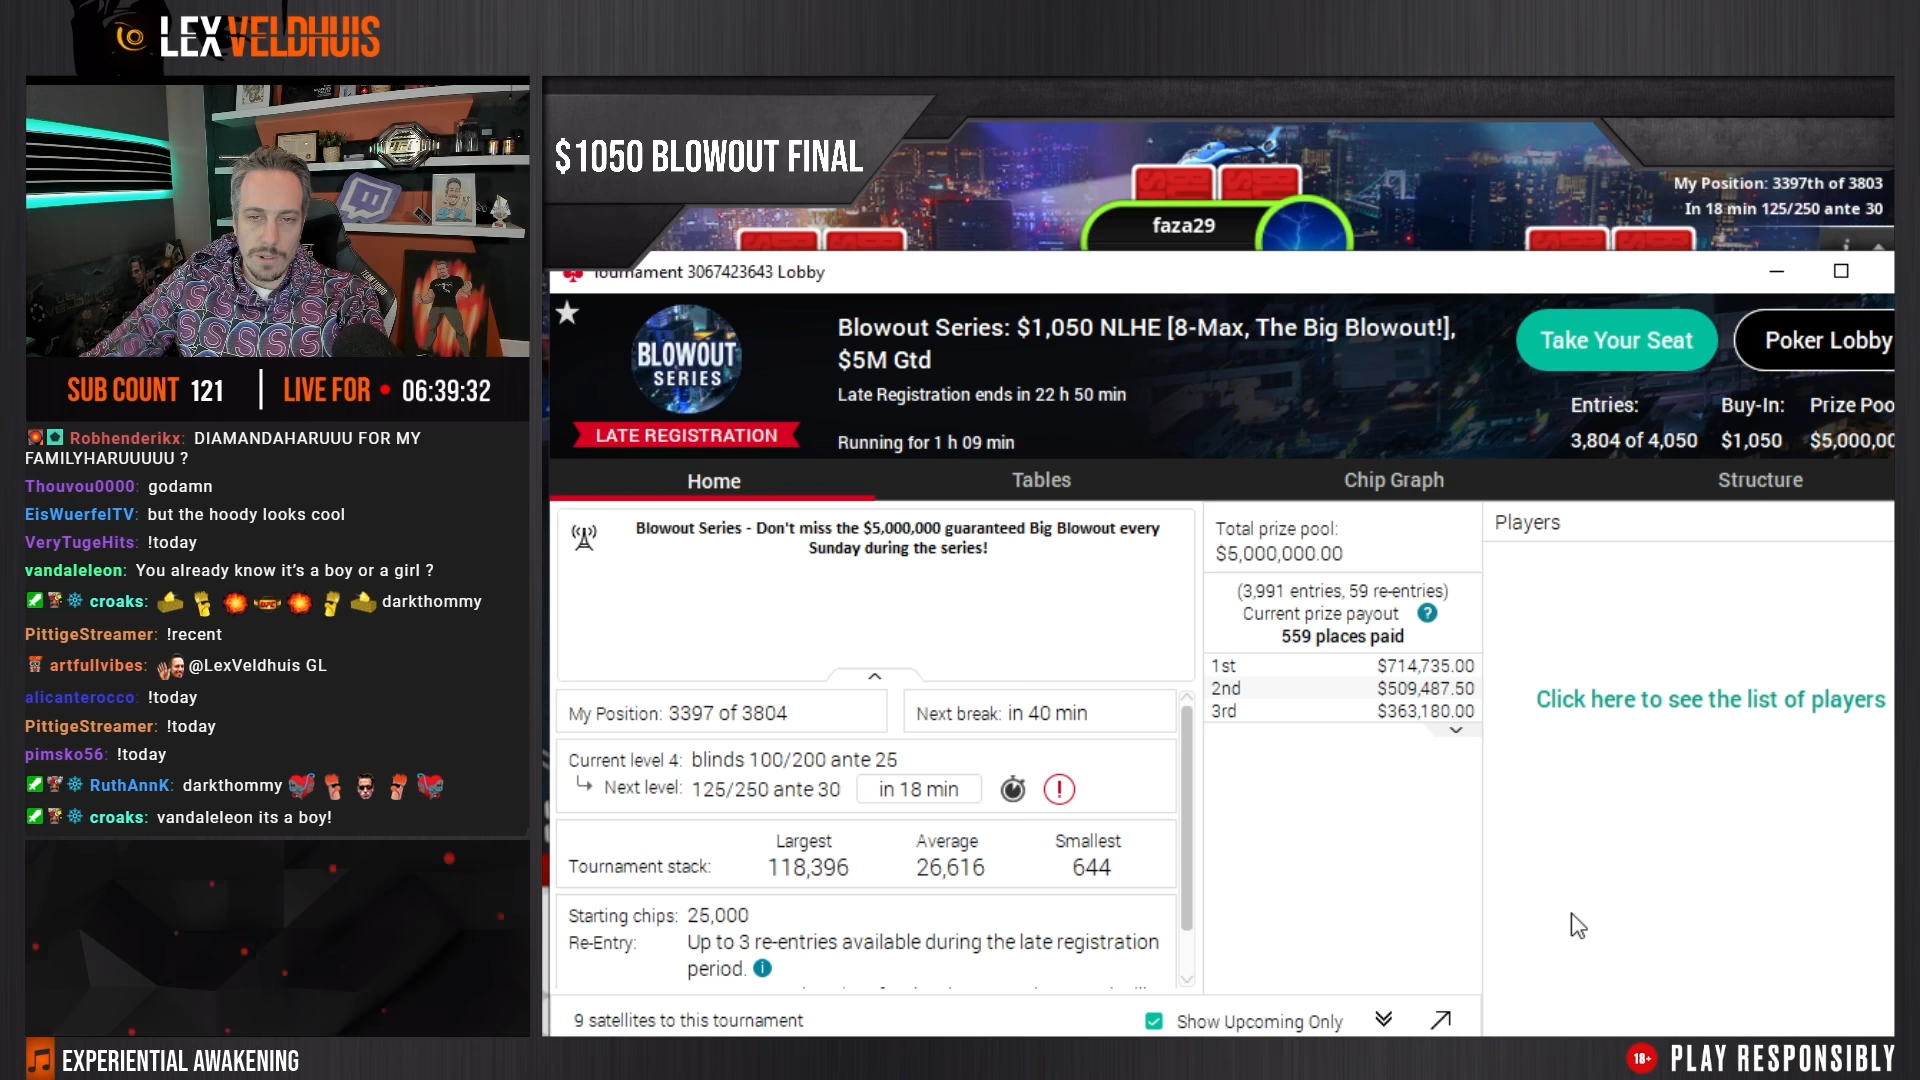 LEX VELDHUIS
SUB COUNT 121
LIVE FOR 06:39:32
Robhenderikx: DIAMANDAHARUUU FOR MY
FAMILYHARUUUUU ?
Thouvou0000: godamn
EisWuerfelTV: but the hoody looks cool
VeryTugeHits: !today
vandaleleon: You already know it's a boy or a girl ?
croaks: darkthommy
PittigeStreamer: !recent
artfullvibes: @LexVeldhuis GL
alicanterocco: !today
PittigeStreamer: !today
pimsko56: !today
RuthAnnK: darkthommy
croaks: vandaleleon its a boy!
EXPERIENTIAL AWAKENING
$1050 BLOWOUT FINAL
faza29
My Position: 3397th of 3803
In 18 min 125/250 ante 30
Tournament 3067423643 Lobby
BLOWOUT
SERIES
LATE REGISTRATION
Blowout Series: $1,050 NLHE [8-Max, The Big Blowout!],
$5M Gtd
Late Registration ends in 22 h 50 min
Running for 1 h 09 min
Take Your Seat
Poker Lobby
Entries: Buy-In: Prize Poo
3,804 of 4,050 $1,050 $5,000,00
Home Tables Chip Graph Structure
Blowout Series - Don't miss the $5,000,000 guaranteed Big Blowout every
Sunday during the series!
My Position: 3397 of 3804
Next break: in 40 min
Current level 4: blinds 100/200 ante 25
Next level: 125/250 ante 30 in 18 min
Largest Average Smallest
Tournament stack: 118,396 26,616 644
Starting chips: 25,000
Re-Entry: Up to 3 re-entries available during the late registration
period.
9 satellites to this tournament
Show Upcoming Only
Total prize pool:
$5,000,000.00
(3,991 entries, 59 re-entries)
Current prize payout
559 places paid
1st $714,735.00
2nd $509,487.50
3rd $363,180.00
Players
Click here to see the list of players
18+ PLAY RESPONSIBLY